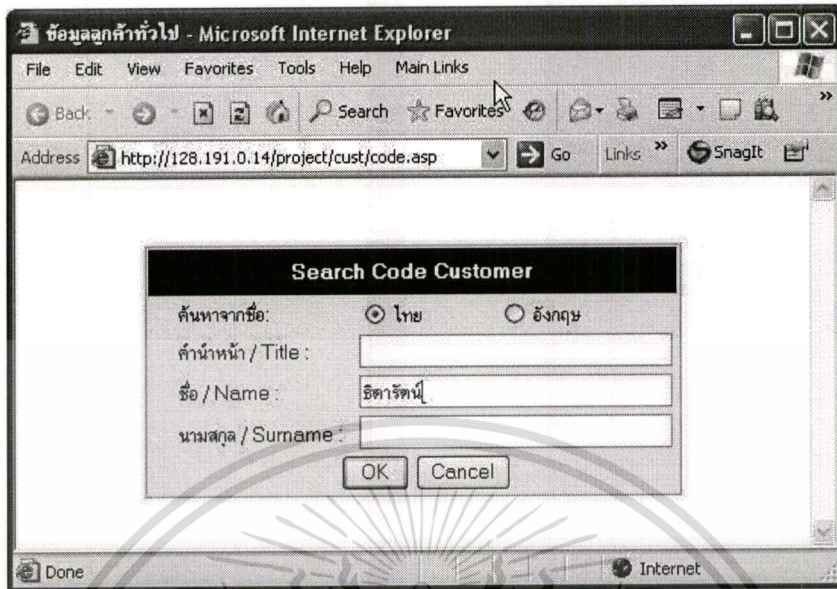 ข้อมูลลูกค้าทั่วไป - Microsoft Internet Explorer
File Edit View Favorites Tools Help Main Links
Back Search Favorites
Address http://128.191.0.14/project/cust/code.asp Go Links » SnagIt
Search Code Customer
ค้นหาจากชื่อ: ไทย อังกฤษ
คำนำหน้า / Title :
ชื่อ / Name : ธิดารัตน์
นามสกุล / Surname :
OK Cancel
Done Internet